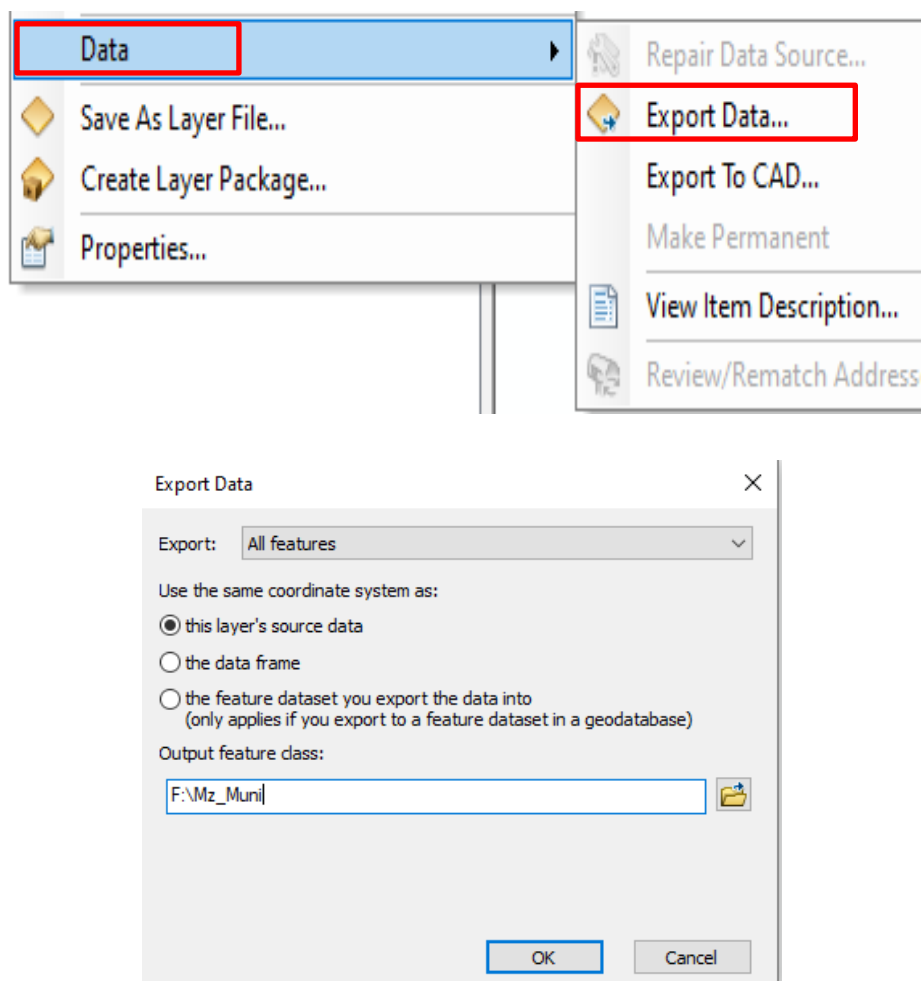 Data
Save As Layer File...
Create Layer Package...
Properties...
Repair Data Source...
Export Data...
Export To CAD...
Make Permanent
View Item Description...
Review/Rematch Address
Export Data
Export: All features
Use the same coordinate system as:
this layer's source data
the data frame
the feature dataset you export the data into
(only applies if you export to a feature dataset in a geodatabase)
Output feature class:
F:\Mz_Muni
OK Cancel